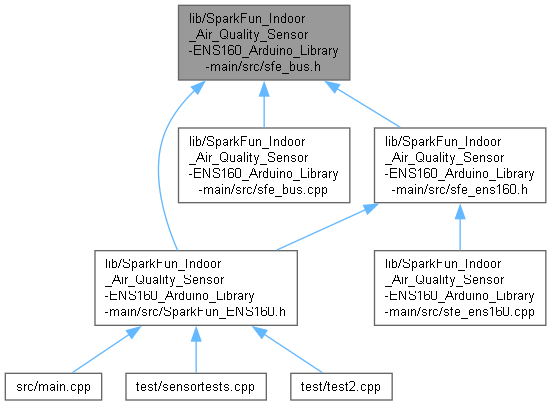 lib/SparkFun_Indoor
_Air_Quality_Sensor
-ENS160_Arduino_Library
-main/src/sfe_bus.h
lib/SparkFun_Indoor
_Air_Quality_Sensor
-ENS160_Arduino_Library
-main/src/sfe_bus.cpp
lib/SparkFun_Indoor
_Air_Quality_Sensor
-ENS160_Arduino_Library
-main/src/sfe_ens160.h
lib/SparkFun_Indoor
_Air_Quality_Sensor
-ENS160_Arduino_Library
-main/src/SparkFun_ENS160.h
lib/SparkFun_Indoor
_Air_Quality_Sensor
-ENS160_Arduino_Library
-main/src/sfe_ens160.cpp
src/main.cpp
test/sensortests.cpp
test/test2.cpp